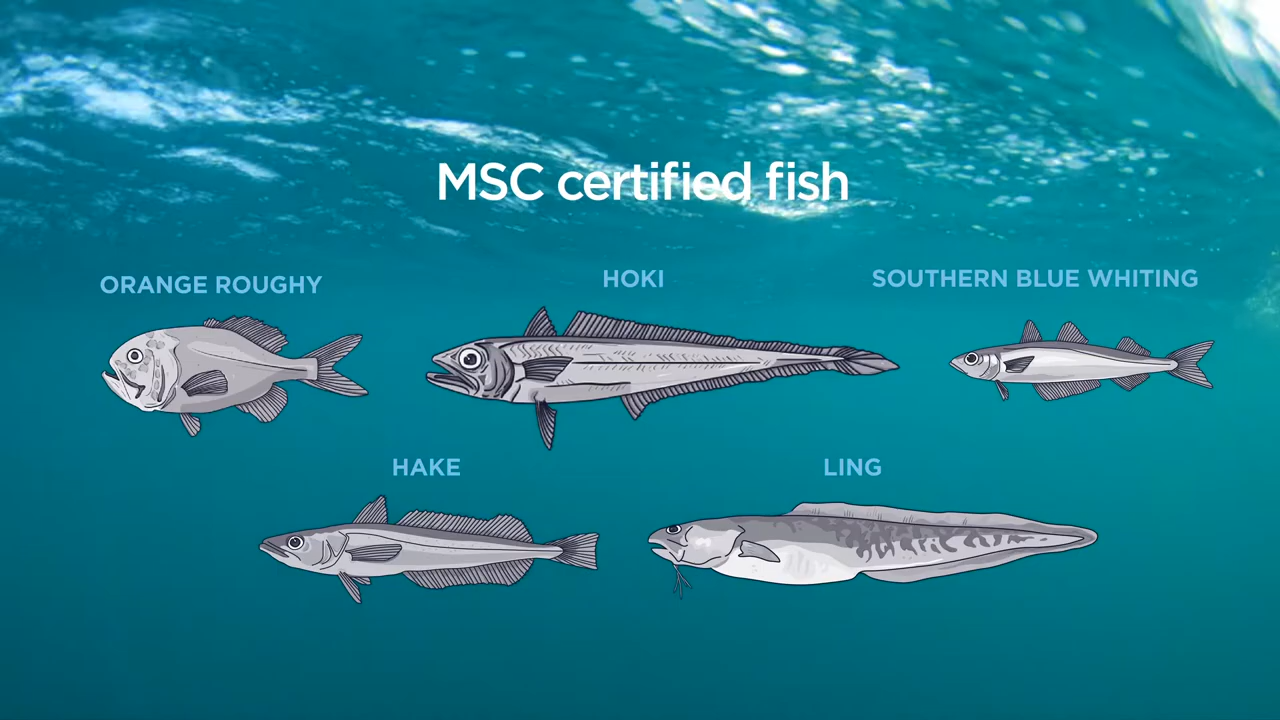 MSC certified fish
ORANGE ROUGHY
HOKI
SOUTHERN BLUE WHITING
HAKE
LING